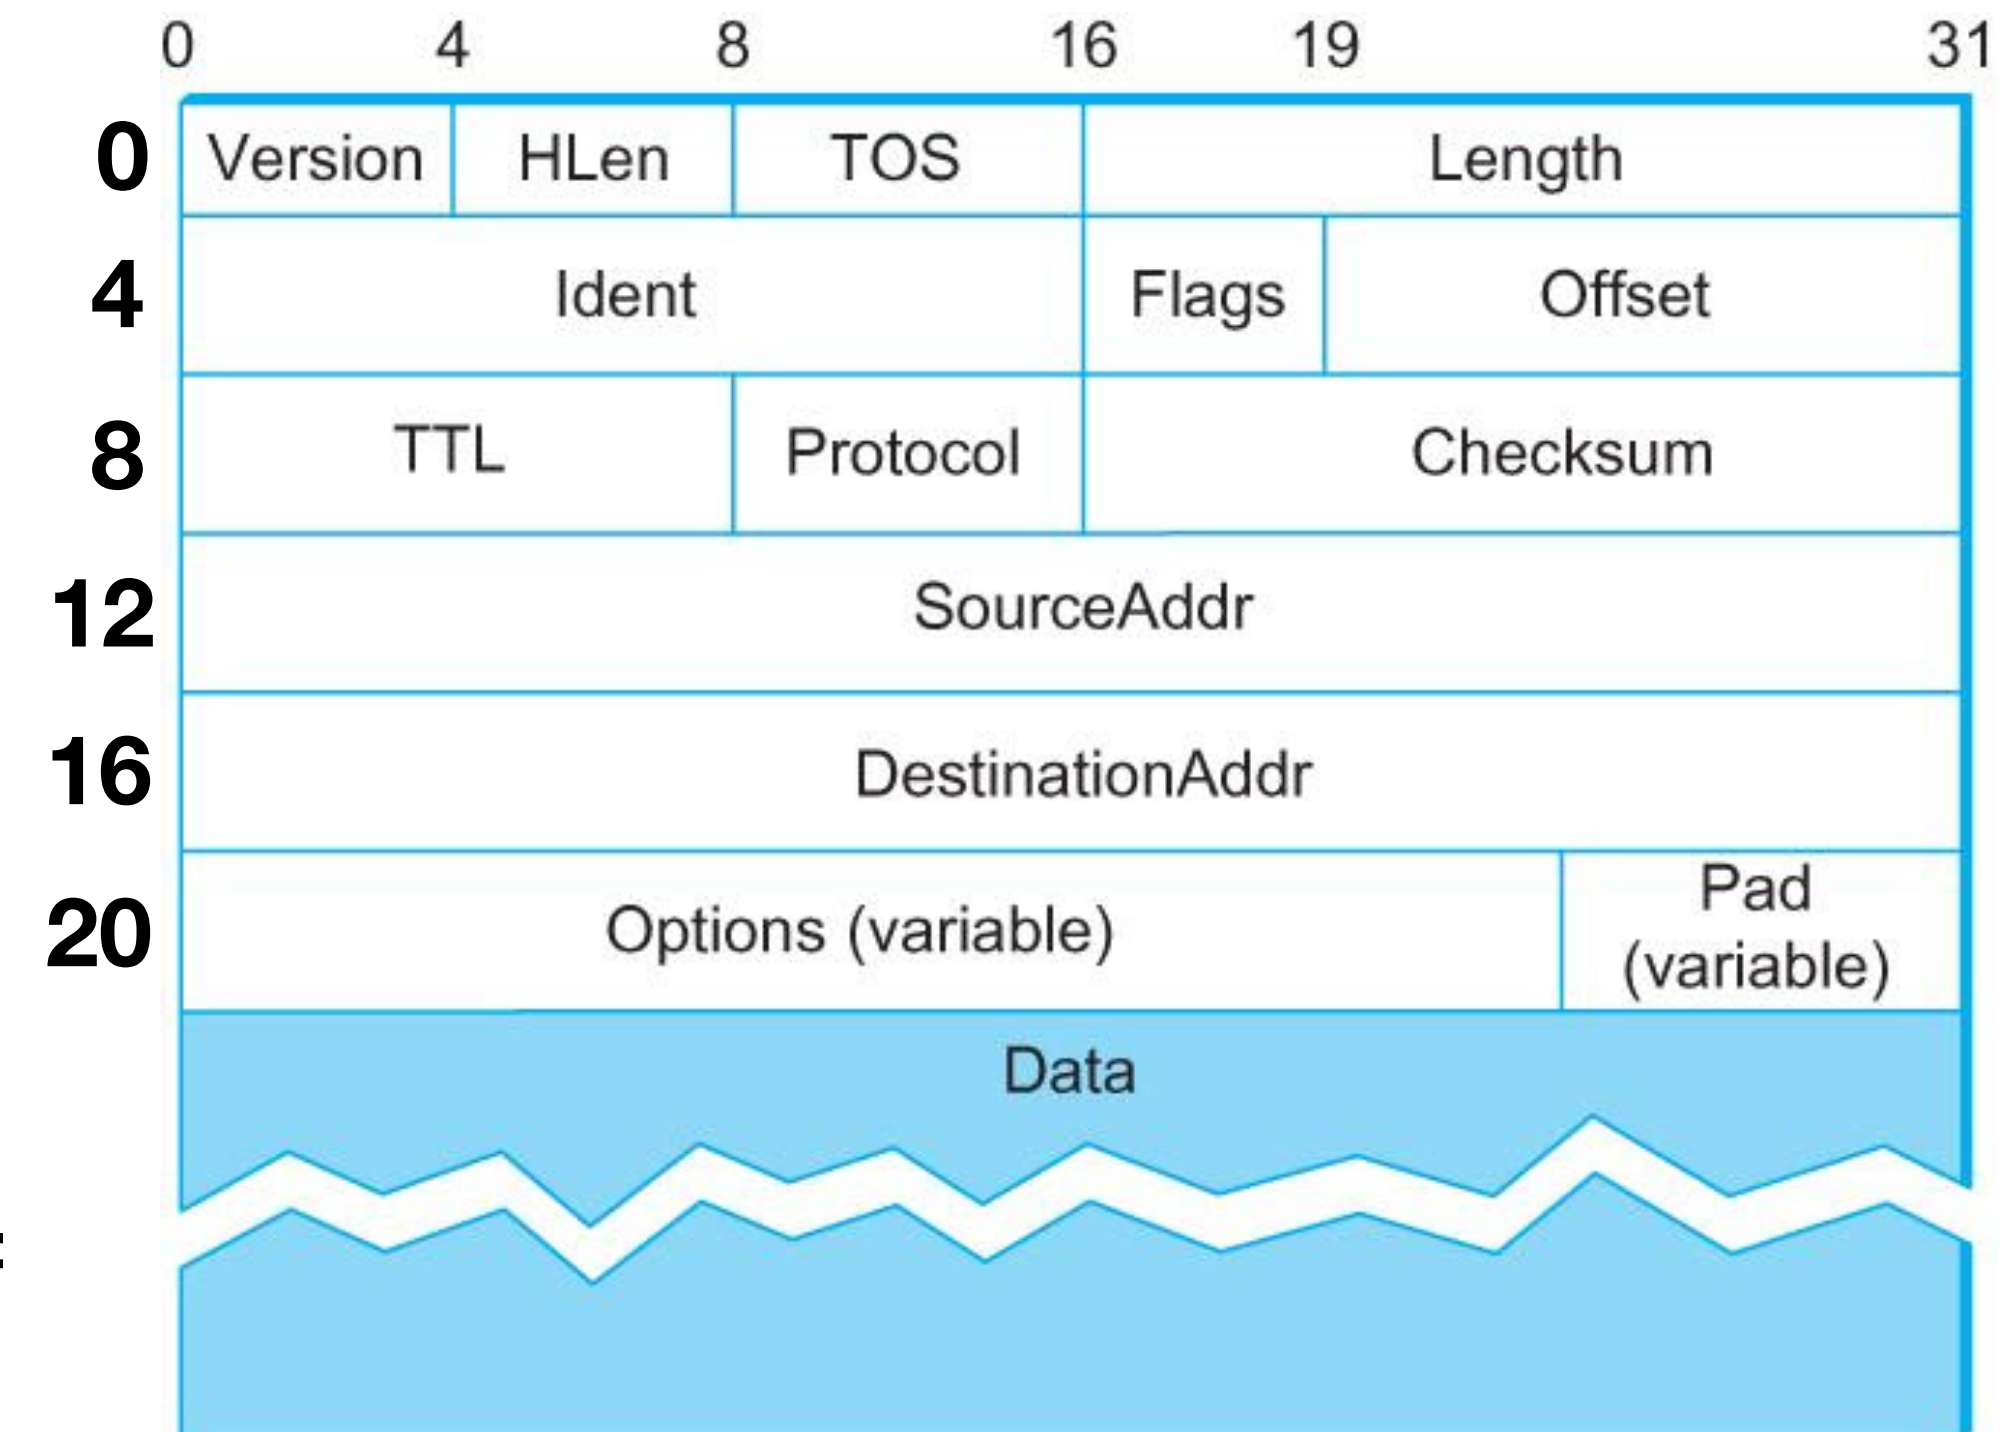 0 4 8 16 19 31
0 Version HLen TOS Length
4 Ident Flags Offset
8 TTL Protocol Checksum
12 SourceAddr
16 DestinationAddr
20 Options (variable) Pad
(variable)
Data